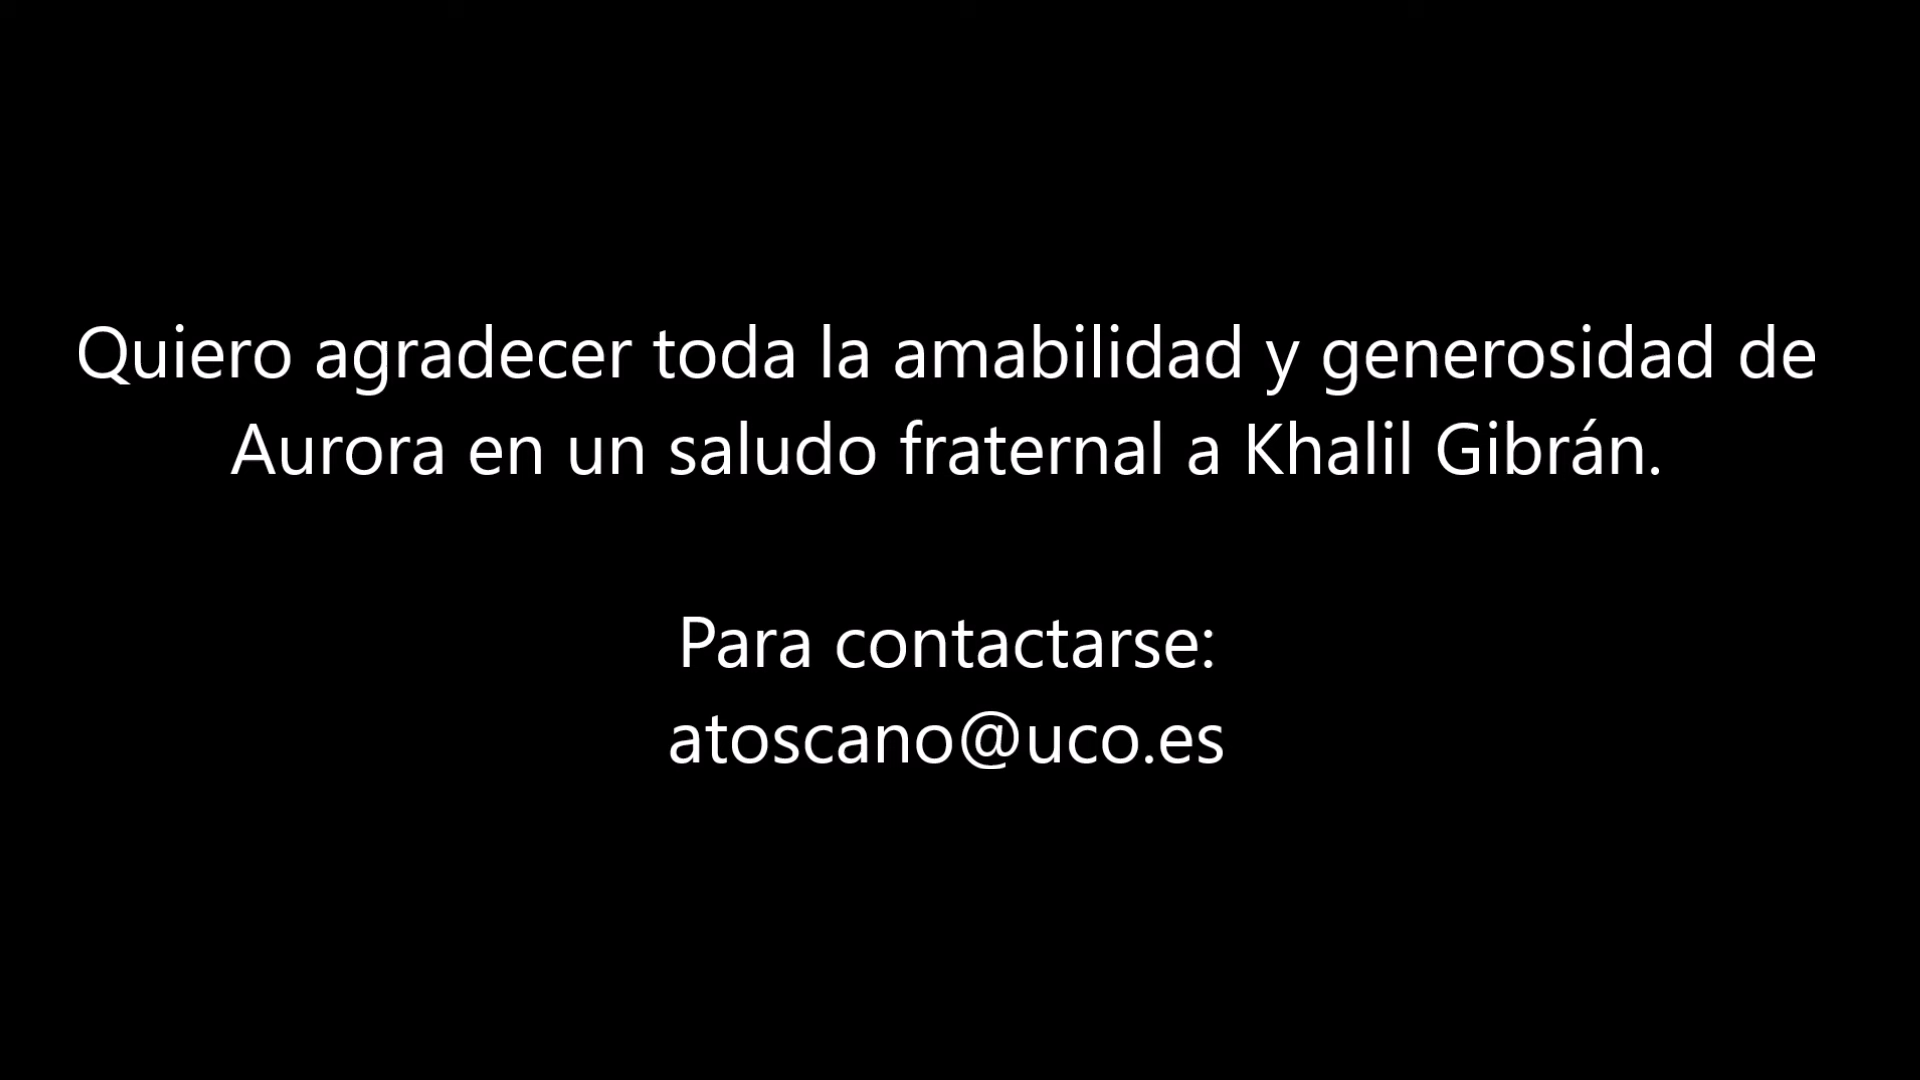 Quiero agradecer toda la amabilidad y generosidad de
Aurora en un saludo fraternal a Khalil Gibrán.
Para contactarse:
atoscano@uco.es